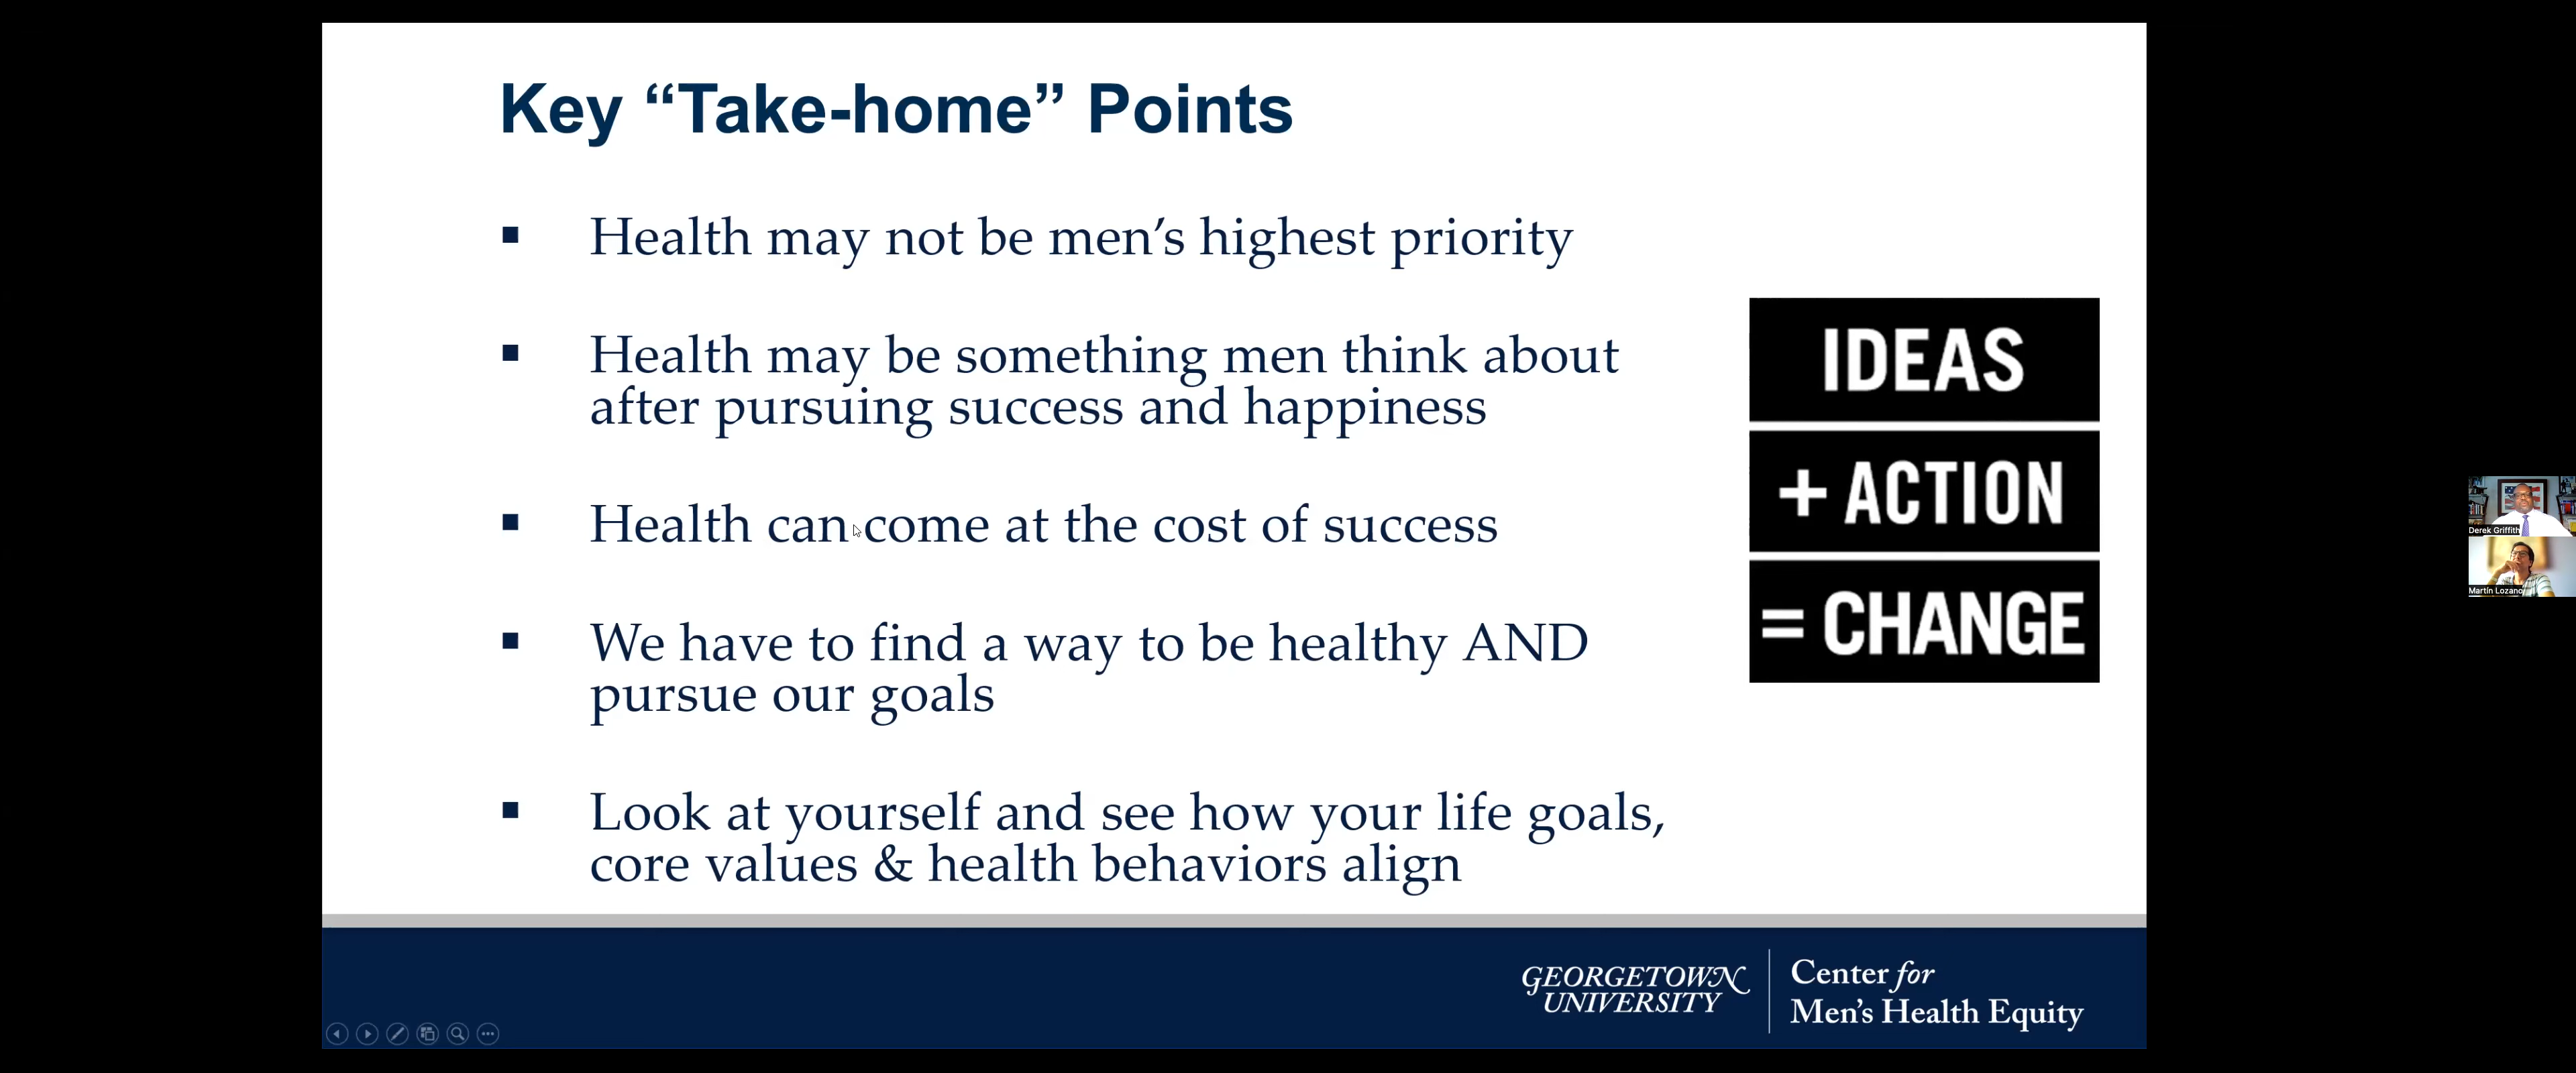 Key “Take-home” Points
▪ Health may not be men’s highest priority
▪ Health may be something men think about
after pursuing success and happiness
▪ Health can come at the cost of success
▪ We have to find a way to be healthy AND
pursue our goals
▪ Look at yourself and see how your life goals,
core values & health behaviors align
IDEAS
+ ACTION
= CHANGE
Derek Griffith
Martín Lozano
GEORGETOWN
UNIVERSITY
Center for
Men’s Health Equity